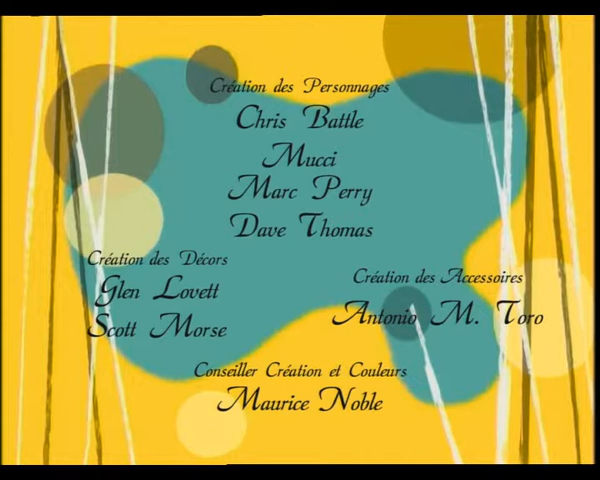 Création des Personnages
Chris Battle
Mucci
Marc Perry
Dave Thomas
Création des Décors
Glen Lovett
Scott Morse
Création des Accessoires
Antonio M. Toro
Conseiller Création et Couleurs
Maurice Noble